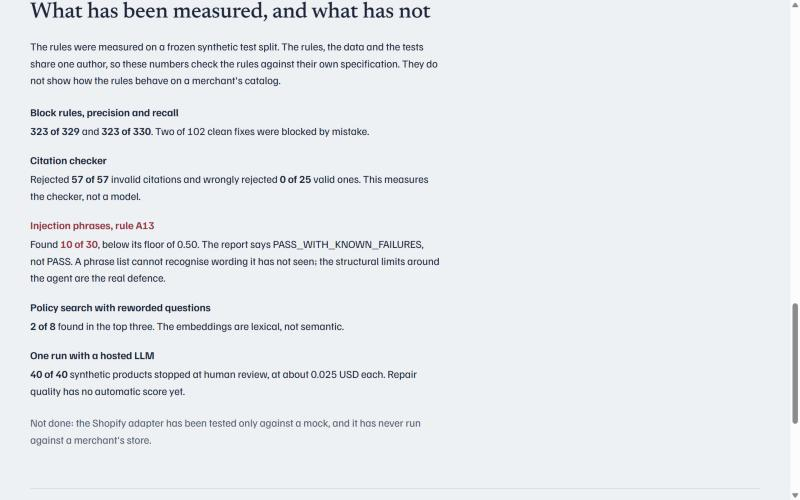 What has been measured, and what has not
The rules were measured on a frozen synthetic test split. The rules, the data and the tests
share one author, so these numbers check the rules against their own specification. They do
not show how the rules behave on a merchant's catalog.
Block rules, precision and recall
323 of 329 and 323 of 330. Two of 102 clean fixes were blocked by mistake.
Citation checker
Rejected 57 of 57 invalid citations and wrongly rejected 0 of 25 valid ones. This measures
the checker, not a model.
Injection phrases, rule A13
Found 10 of 30, below its floor of 0.50. The report says PASS_WITH_KNOWN_FAILURES,
not PASS. A phrase list cannot recognise wording it has not seen; the structural limits around
the agent are the real defence.
Policy search with reworded questions
2 of 8 found in the top three. The embeddings are lexical, not semantic.
One run with a hosted LLM
40 of 40 synthetic products stopped at human review, at about 0.025 USD each. Repair
quality has no automatic score yet.
Not done: the Shopify adapter has been tested only against a mock, and it has never run
against a merchant's store.